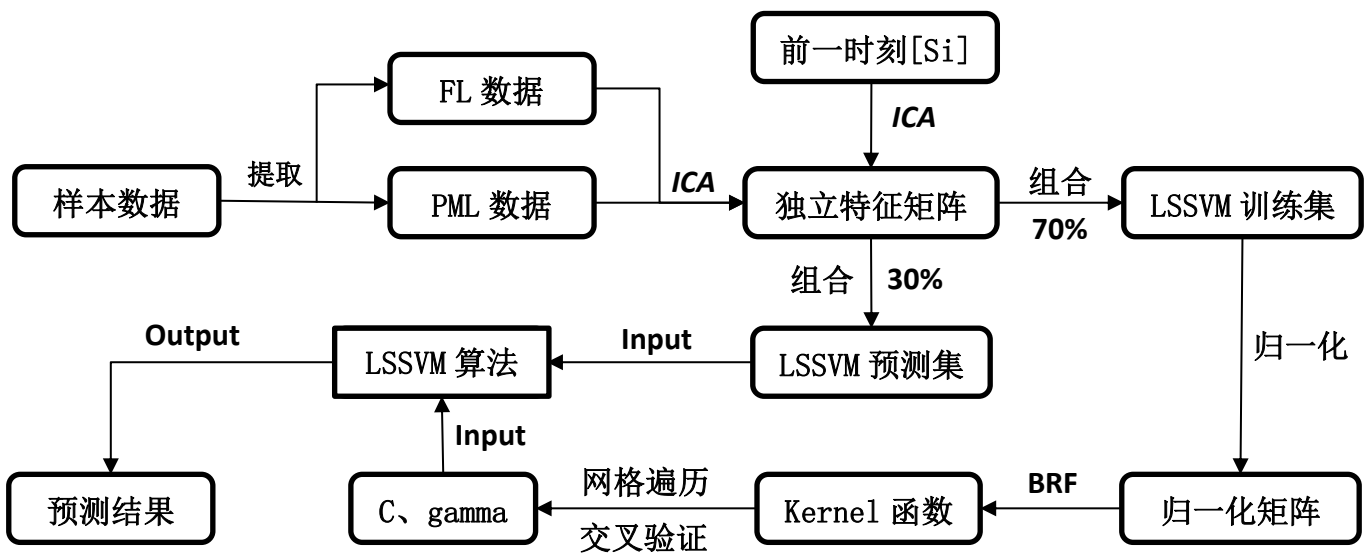 前一时刻[Si]
FL 数据
ICA
样本数据
提取
PML 数据
ICA
独立特征矩阵
组合
70%
LSSVM 训练集
组合
30%
Output
LSSVM 算法
Input
LSSVM 预测集
归一化
Input
预测结果
C、gamma
网格遍历
交叉验证
Kernel 函数
BRF
归一化矩阵